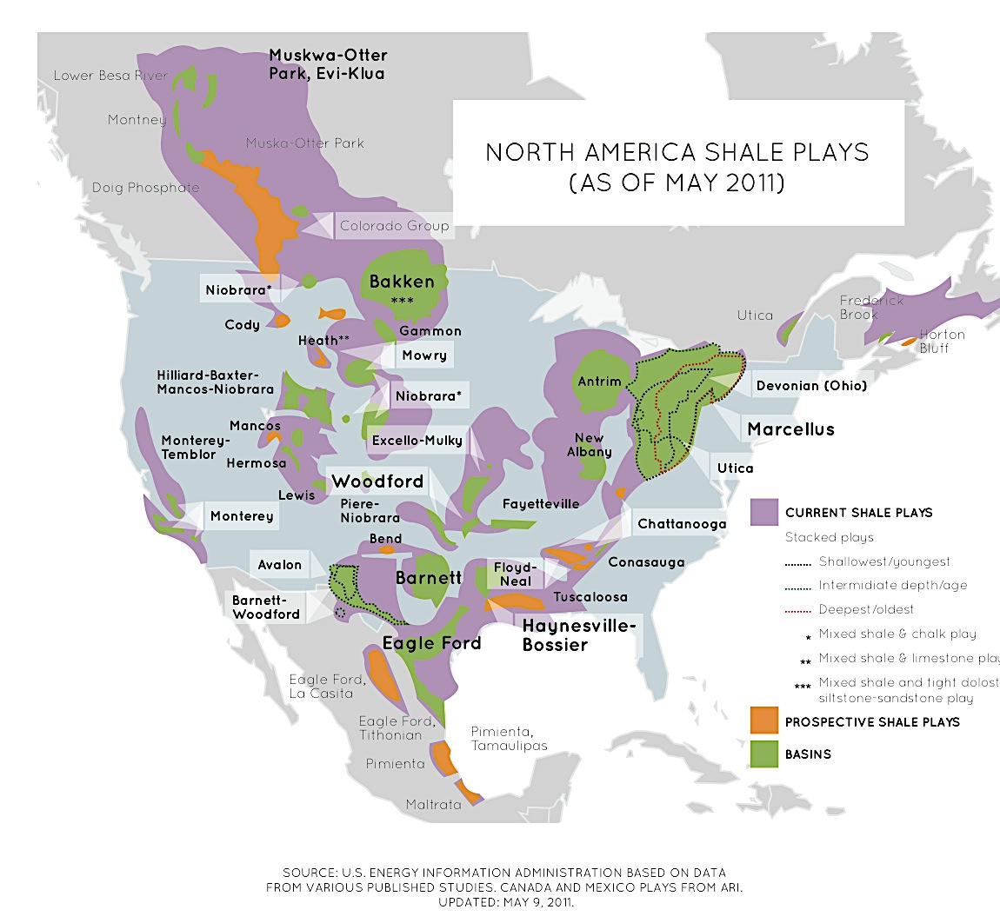 Muskwa-Otter
Park, Evi-Klua
Lower Besa River
Montney
Muska-Otter Park
Doig Phosphate
NORTH AMERICA SHALE PLAYS
(AS OF MAY 2011)
Colorado Group
Bakken
***
Niobrara*
Cody
Heath**
Gammon
Mowry
Utica
Frederick
Brook
Horton
Bluff
Hilliard-Baxter-
Mancos-Niobrara
Niobrara*
Antrim
Devonian (Ohio)
Mancos
Monterey-
Temblor
Hermosa
Excello-Mulky
New
Albany
Marcellus
Utica
Lewis
Woodford
Piere-
Niobrara
Fayetteville
Monterey
Bend
Chattanooga
Avalon
Barnett
Floyd-
Neal
Conasauga
Barnett-
Woodford
Tuscaloosa
Haynesville-
Bossier
Eagle Ford
Eagle Ford,
La Casita
Eagle Ford,
Tithonian
Pimienta,
Tamaulipas
Pimienta
Maltrata
CURRENT SHALE PLAYS
Stacked plays
Shallowest/youngest
Intermidiate depth/age
Deepest/oldest
* Mixed shale & chalk play
** Mixed shale & limestone play
*** Mixed shale and tight dolost
siltstone-sandstone play
PROSPECTIVE SHALE PLAYS
BASINS
SOURCE: U.S. ENERGY INFORMATION ADMINISTRATION BASED ON DATA
FROM VARIOUS PUBLISHED STUDIES. CANADA AND MEXICO PLAYS FROM ARI.
UPDATED: MAY 9, 2011.